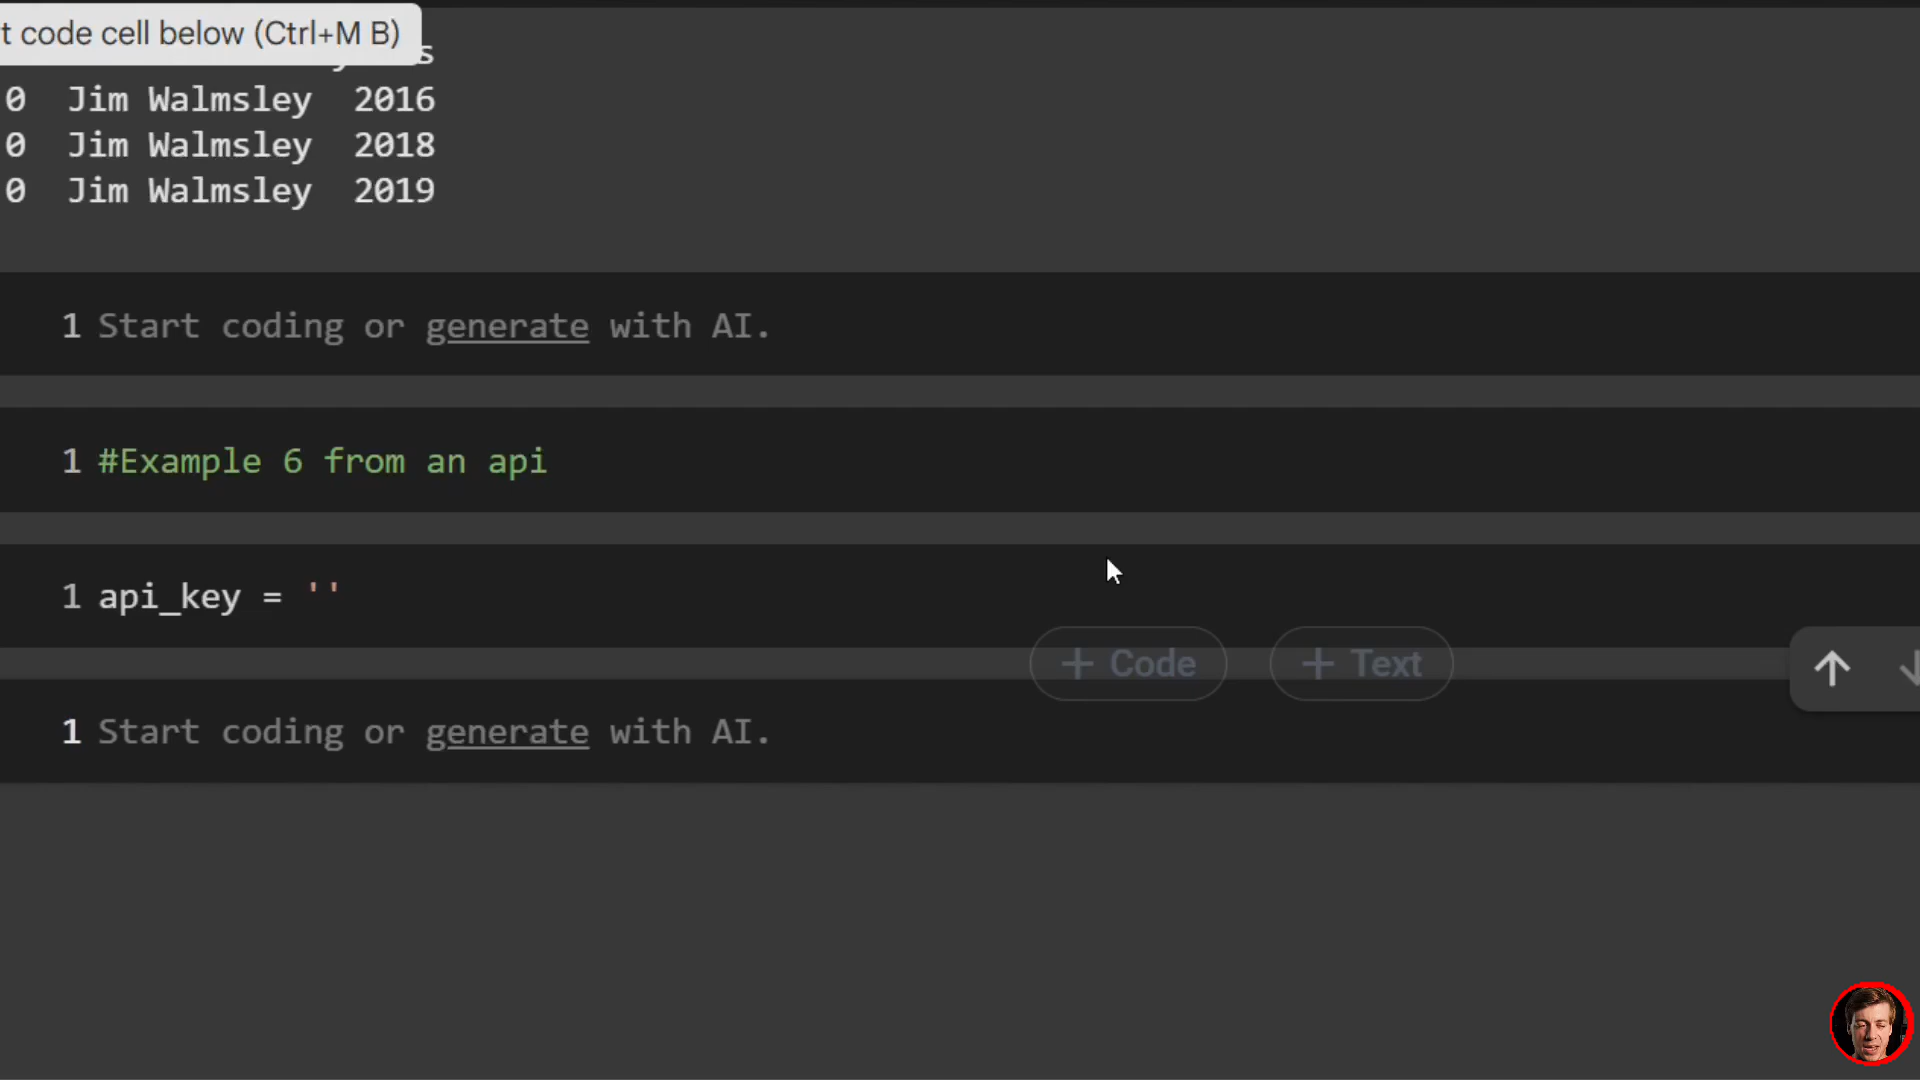 t code cell below (Ctrl+M B)
0 Jim Walmsley 2016
0 Jim Walmsley 2018
0 Jim Walmsley 2019
1 Start coding or generate with AI.
1 #Example 6 from an api
1 api_key = ''
+ Code + Text
1 Start coding or generate with AI.